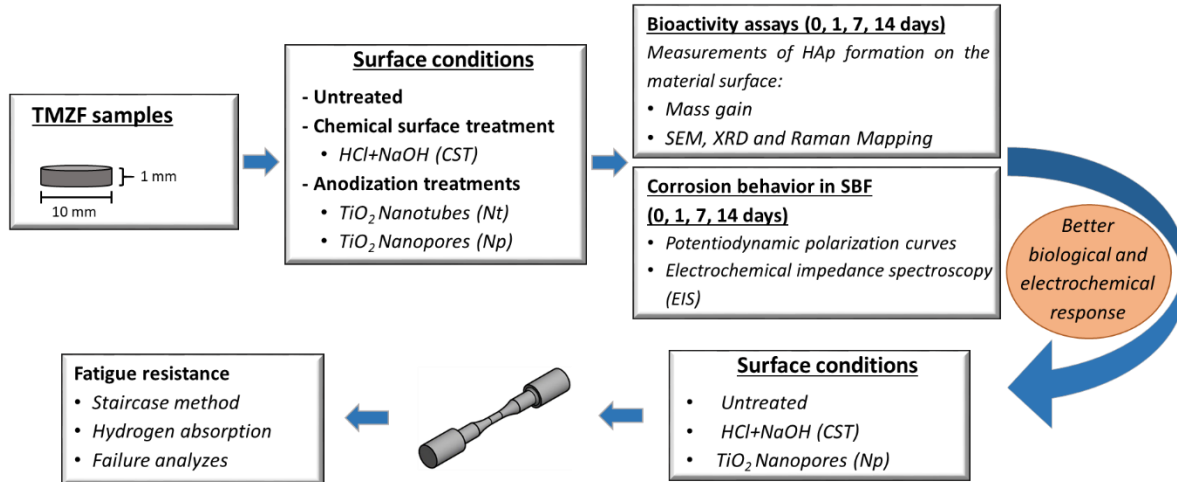 TMZF samples
1 mm
10 mm
Surface conditions
- Untreated
- Chemical surface treatment
• HCl+NaOH (CST)
- Anodization treatments
• TiO₂ Nanotubes (Nt)
• TiO₂ Nanopores (Np)
Bioactivity assays (0, 1, 7, 14 days)
Measurements of HAp formation on the
material surface:
• Mass gain
• SEM, XRD and Raman Mapping
Corrosion behavior in SBF
(0, 1, 7, 14 days)
• Potentiodynamic polarization curves
• Electrochemical impedance spectroscopy
(EIS)
Better
biological and
electrochemical
response
Surface conditions
• Untreated
• HCl+NaOH (CST)
• TiO₂ Nanopores (Np)
Fatigue resistance
• Staircase method
• Hydrogen absorption
• Failure analyzes